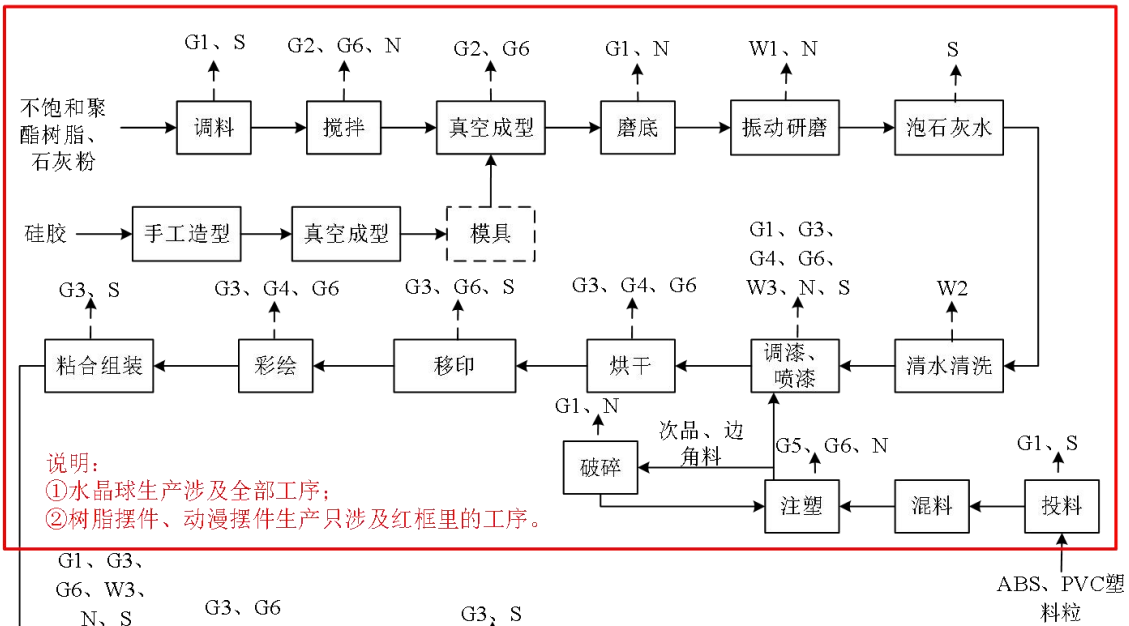 G1、S
G2、G6、N
G2、G6
G1、N
W1、N
S
不饱和聚
酯树脂、
石灰粉
调料
搅拌
真空成型
磨底
振动研磨
泡石灰水
硅胶
手工造型
真空成型
模具
G1、G3、
G4、G6、
W3、N、S
G3、S
G3、G4、G6
G3、G6、S
G3、G4、G6
W2
粘合组装
彩绘
移印
烘干
调漆、
喷漆
清水清洗
G1、N
次品、边
角料
G5、G6、N
G1、S
破碎
注塑
混料
投料
说明：
①水晶球生产涉及全部工序；
②树脂摆件、动漫摆件生产只涉及红框里的工序。
ABS、PVC塑
料粒
G1、G3、
G6、W3、
N、S
G3、G6
G3、S